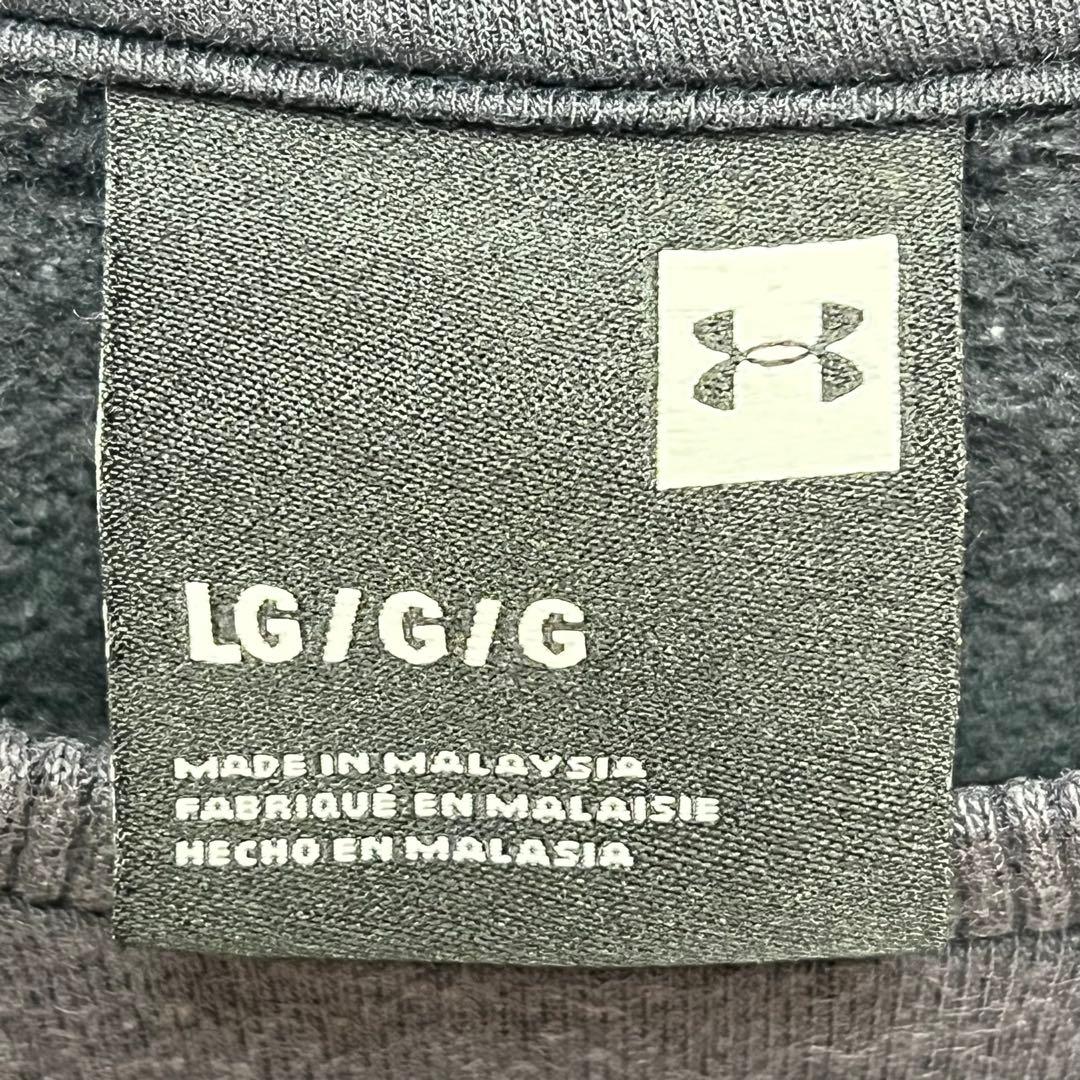 LG/G/G
MADE IN MALAYSIA
FABRIQUÉ EN MALAISIE
HECHO EN MALASIA